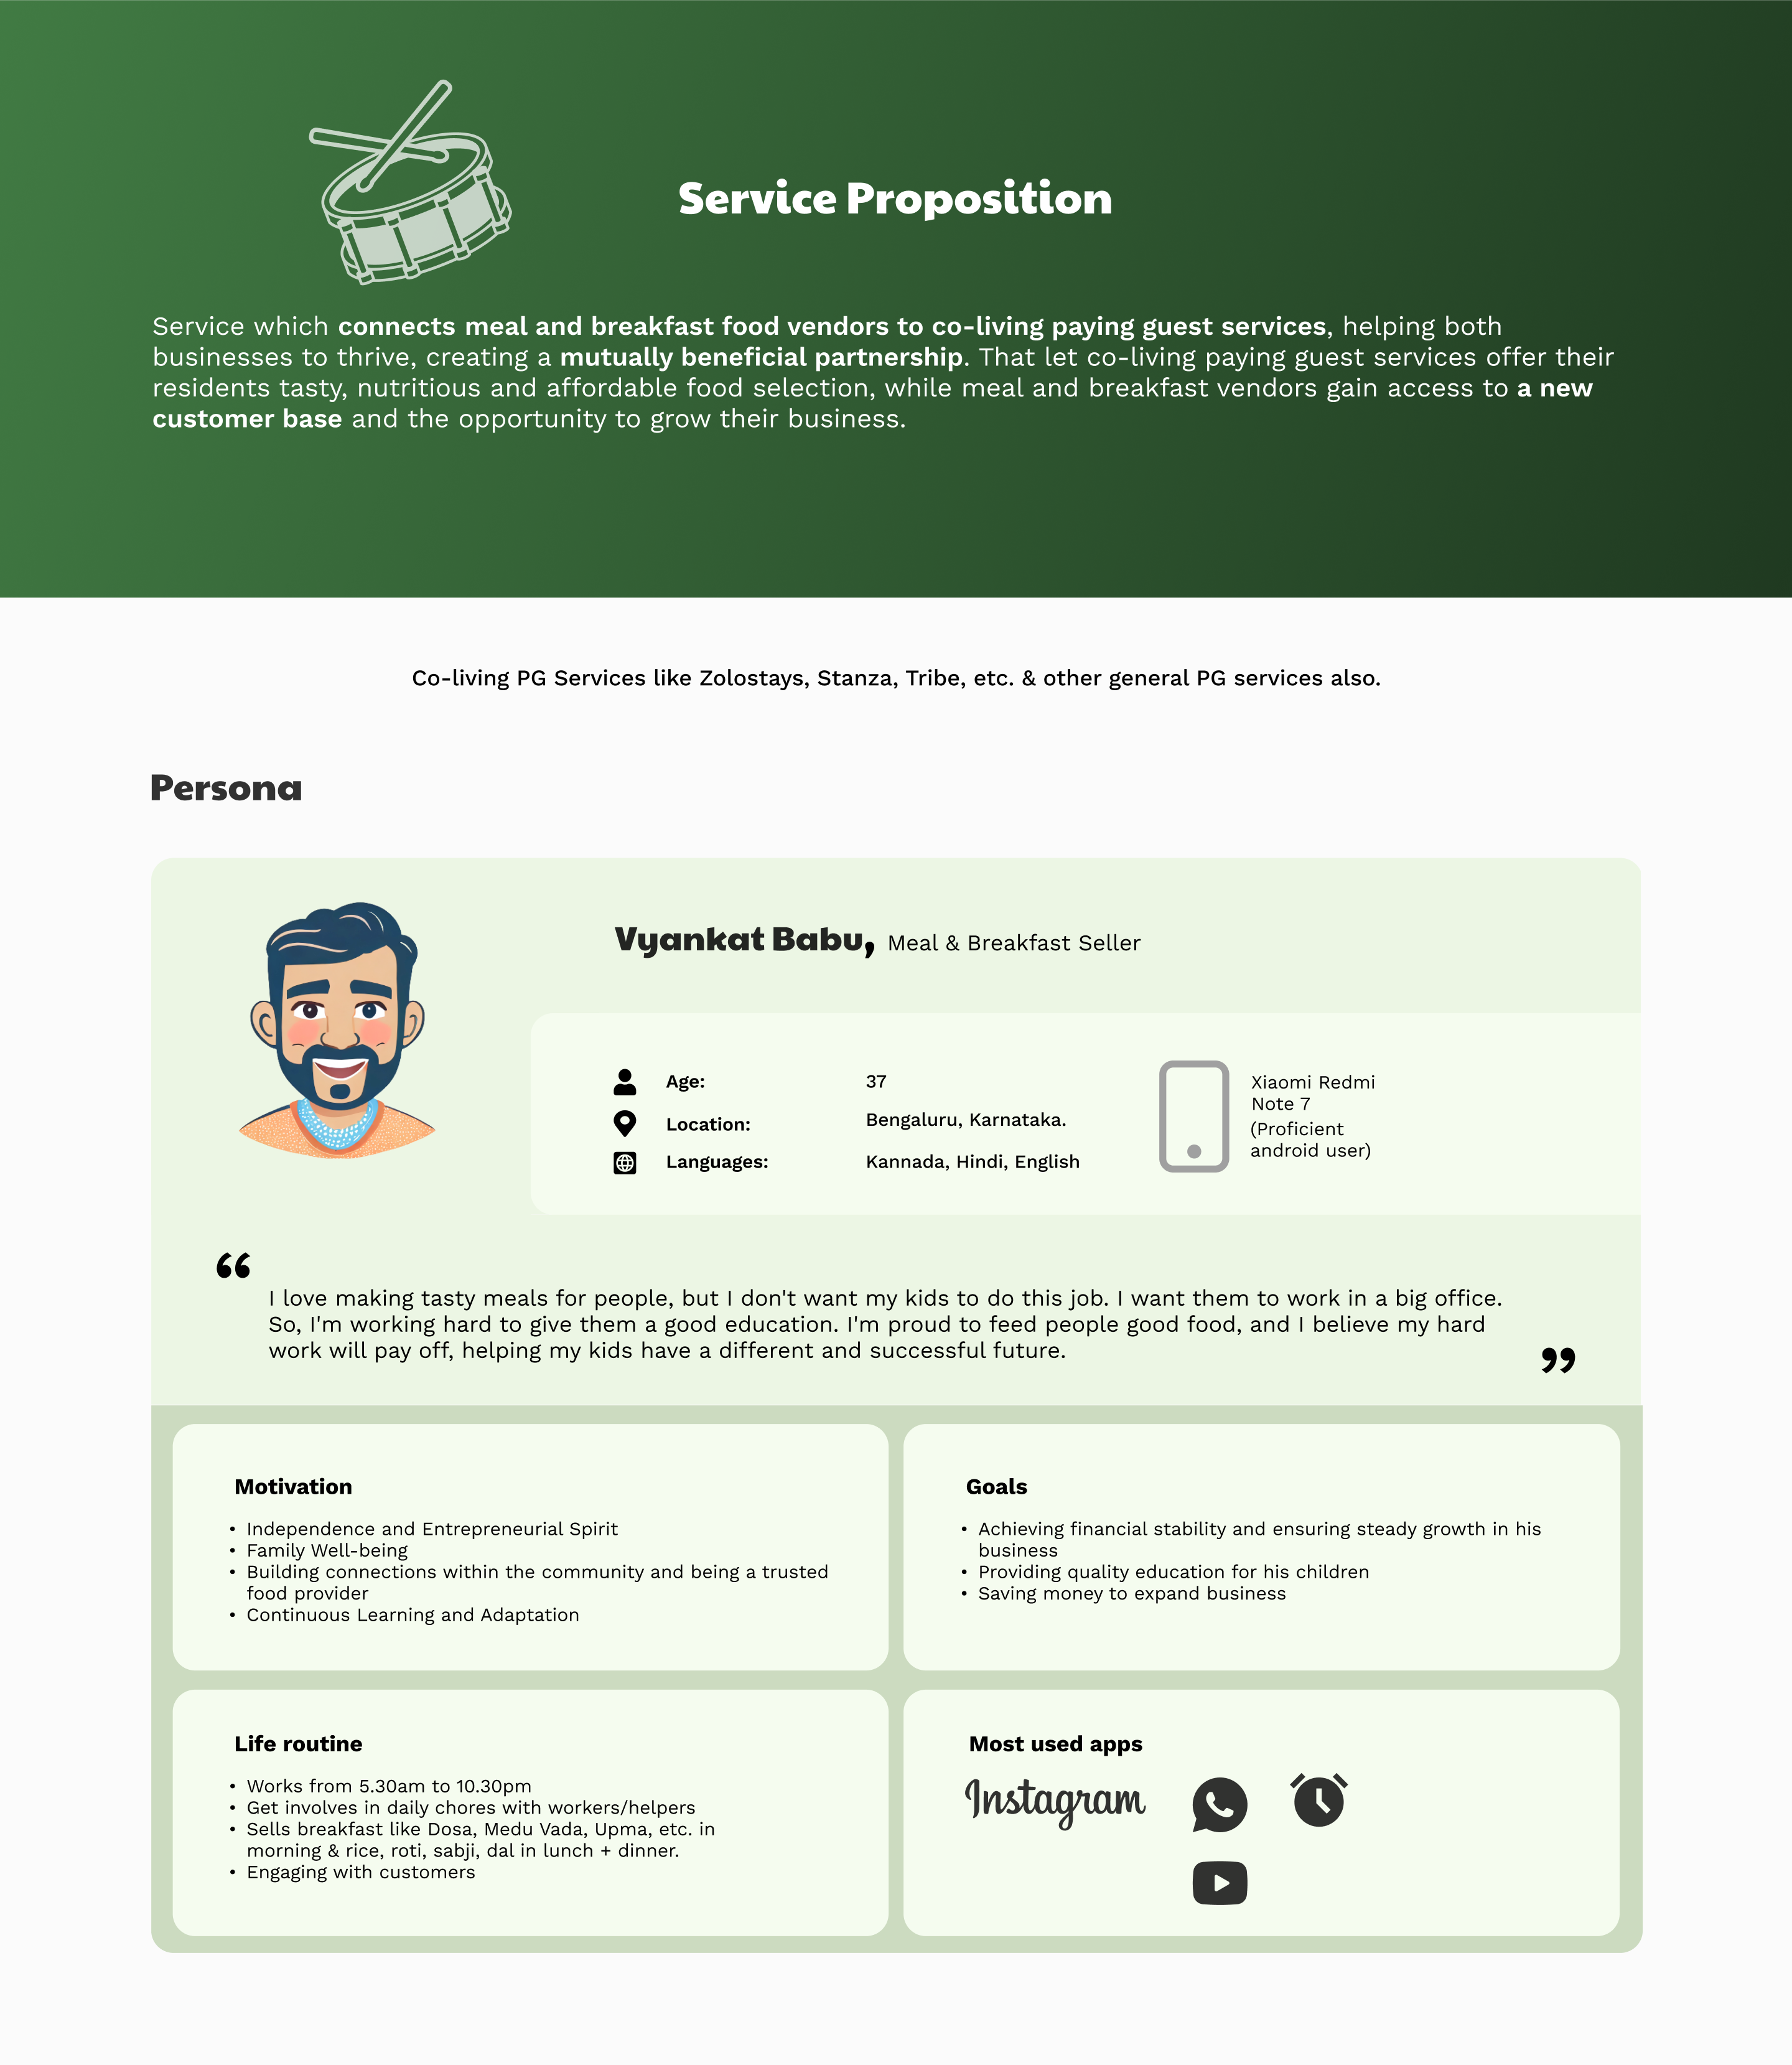 Service Proposition
Service which connects meal and breakfast food vendors to co-living paying guest services, helping both
businesses to thrive, creating a mutually beneficial partnership. That let co-living paying guest services offer their
residents tasty, nutritious and affordable food selection, while meal and breakfast vendors gain access to a new
customer base and the opportunity to grow their business.
Co-living PG Services like Zolostays, Stanza, Tribe, etc. & other general PG services also.
Persona
Vyankat Babu, Meal & Breakfast Seller
Age: 37
Location: Bengaluru, Karnataka.
Languages: Kannada, Hindi, English
Xiaomi Redmi
Note 7
(Proficient
android user)
“
I love making tasty meals for people, but I don't want my kids to do this job. I want them to work in a big office.
So, I'm working hard to give them a good education. I'm proud to feed people good food, and I believe my hard
work will pay off, helping my kids have a different and successful future.
”
Motivation
• Independence and Entrepreneurial Spirit
• Family Well-being
• Building connections within the community and being a trusted
food provider
• Continuous Learning and Adaptation
Goals
• Achieving financial stability and ensuring steady growth in his
business
• Providing quality education for his children
• Saving money to expand business
Life routine
• Works from 5.30am to 10.30pm
• Get involves in daily chores with workers/helpers
• Sells breakfast like Dosa, Medu Vada, Upma, etc. in
morning & rice, roti, sabji, dal in lunch + dinner.
• Engaging with customers
Most used apps
Instagram